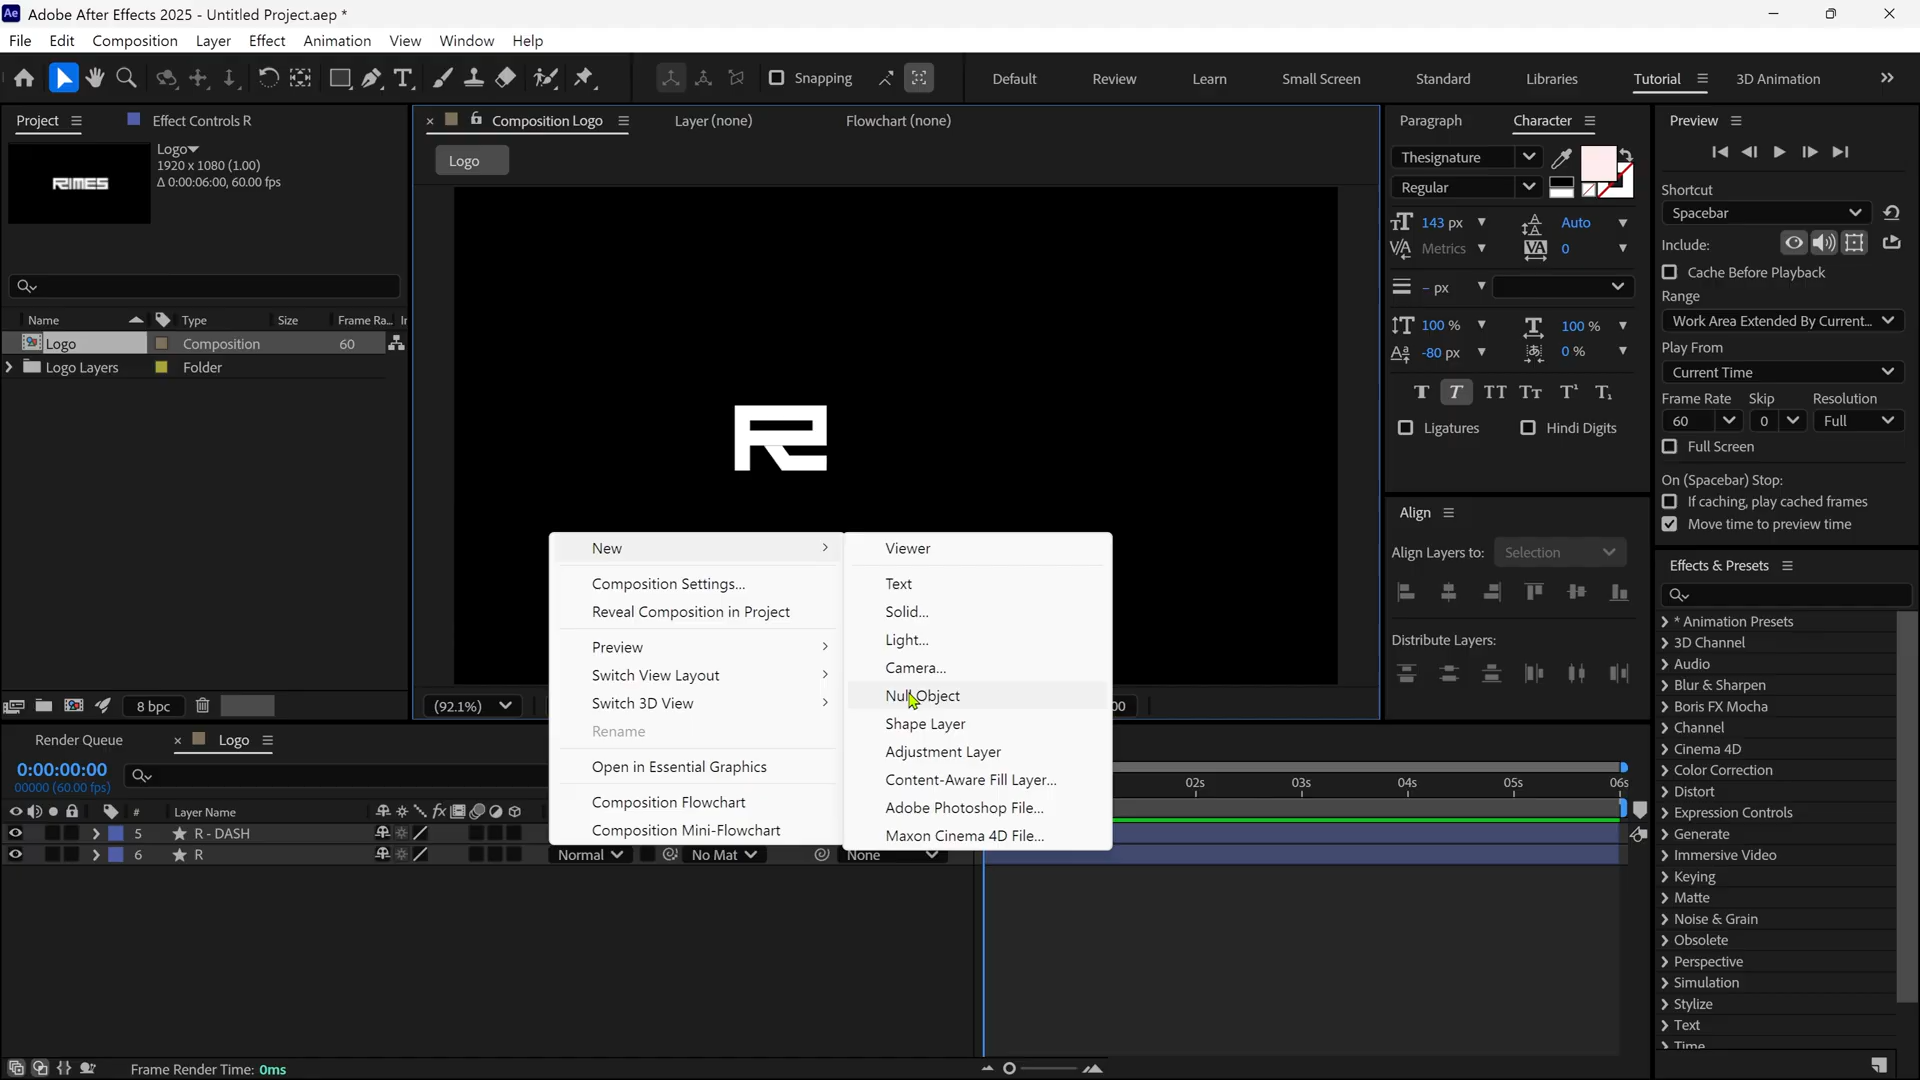 Ae Adobe After Effects 2025 - Untitled Project.aep *
File Edit Composition Layer Effect Animation View Window Help
Snapping
Default Review Learn Small Screen Standard Libraries Tutorial 3D Animation
Project Effect Controls R
Logo
1920 x 1080 (1.00)
Δ 0:00:06:00, 60.00 fps
RIMES
Name Type Size Frame Ra... Ir
Logo Composition 60
Logo Layers Folder
8 bpc
Composition Logo Layer (none) Flowchart (none)
Logo
R
(92.1%) 00
New
Composition Settings...
Reveal Composition in Project
Preview
Switch View Layout
Switch 3D View
Rename
Open in Essential Graphics
Composition Flowchart
Composition Mini-Flowchart
Viewer
Text
Solid...
Light...
Camera...
Null Object
Shape Layer
Adjustment Layer
Content-Aware Fill Layer...
Adobe Photoshop File...
Maxon Cinema 4D File...
Paragraph Character
Thesignature
Regular
143 px Auto
Metrics 0
– px
100 % 100 %
-80 px 0 %
T T TT Tт T¹ T₁
Ligatures Hindi Digits
Align
Align Layers to: Selection
Distribute Layers:
Preview
Shortcut
Spacebar
Include:
Cache Before Playback
Range
Work Area Extended By Current...
Play From
Current Time
Frame Rate Skip Resolution
60 0 Full
Full Screen
On (Spacebar) Stop:
If caching, play cached frames
Move time to preview time
Effects & Presets
* Animation Presets
3D Channel
Audio
Blur & Sharpen
Boris FX Mocha
Channel
Cinema 4D
Color Correction
Distort
Expression Controls
Generate
Immersive Video
Keying
Matte
Noise & Grain
Obsolete
Perspective
Simulation
Stylize
Text
Time
Render Queue Logo
0:00:00:00
00000 (60.00 fps)
# Layer Name fx
02s 03s 04s 05s 06s
5 R - DASH
6 R Normal No Mat None
Frame Render Time: 0ms